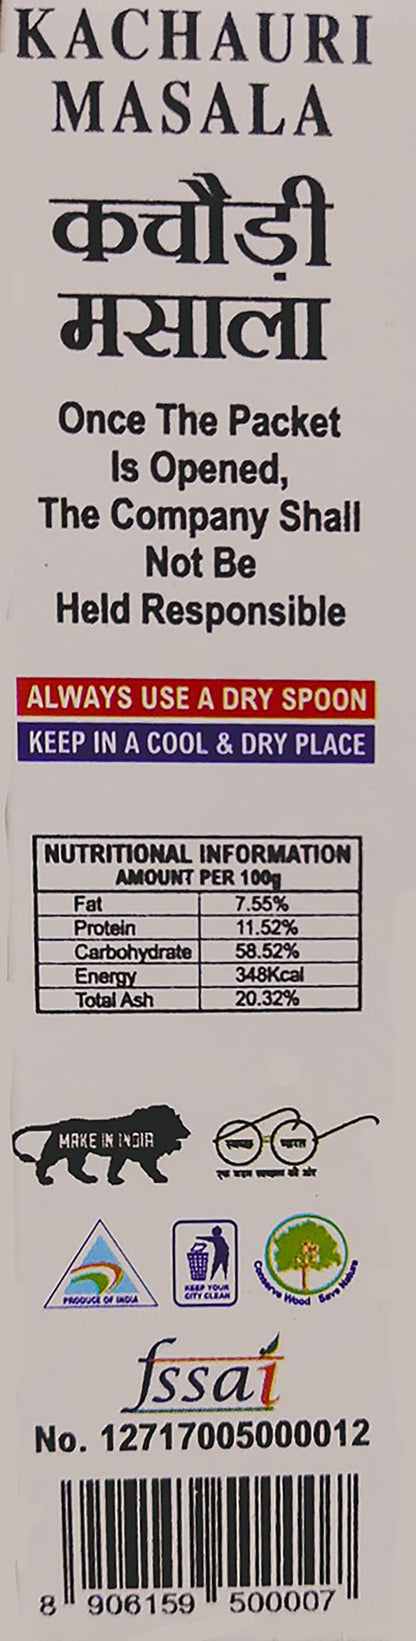 KACHAURI
MASALA
कचौड़ी
मसाला
Once The Packet
Is Opened,
The Company Shall
Not Be
Held Responsible
ALWAYS USE A DRY SPOON
KEEP IN A COOL & DRY PLACE
NUTRITIONAL INFORMATION
AMOUNT PER 100g
Fat 7.55%
Protein 11.52%
Carbohydrate 58.52%
Energy 348Kcal
Total Ash 20.32%
MAKE IN INDIA
स्वच्छ भारत
एक कदम स्वच्छता की ओर
PRODUCE OF INDIA
KEEP YOUR
CITY CLEAN
Conserve Wood Save Nature
fssai
No. 12717005000012
8 906159 500007